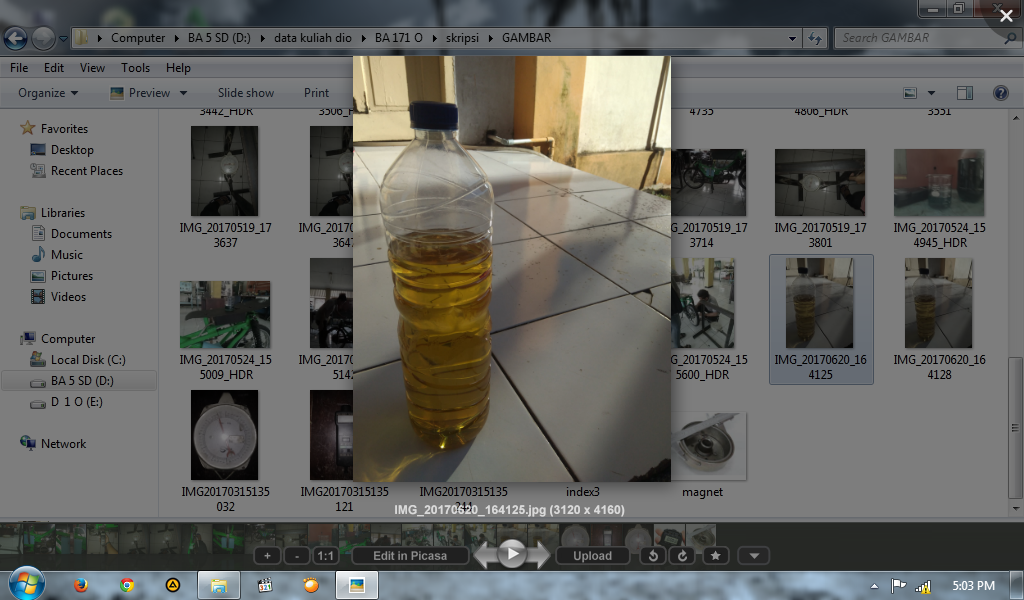 Computer
BA 5 SD (D:)
data kuliah dio
BA 171 O
skripsi
GAMBAR
Search GAMBAR
File Edit View Tools Help
Organize Preview Slide show Print
Favorites
Desktop
Recent Places
Libraries
Documents
Music
Pictures
Videos
Computer
Local Disk (C:)
BA 5 SD (D:)
D 1 O (E:)
Network
3442_HDR
4735
4806_HDR
3551
IMG_20170519_17
3637
IMG_20170519_17
3801
IMG_20170524_15
4945_HDR
3714
IMG_20170524_15
5009_HDR
5600_HDR
IMG_20170620_16
4125
IMG_20170620_16
4128
IMG20170315135
032
IMG20170315135
121
IMG20170315135
index3
magnet
IMG_20170620_164125.jpg (3120 x 4160)
+ - 1:1 Edit in Picasa Upload
5:03 PM